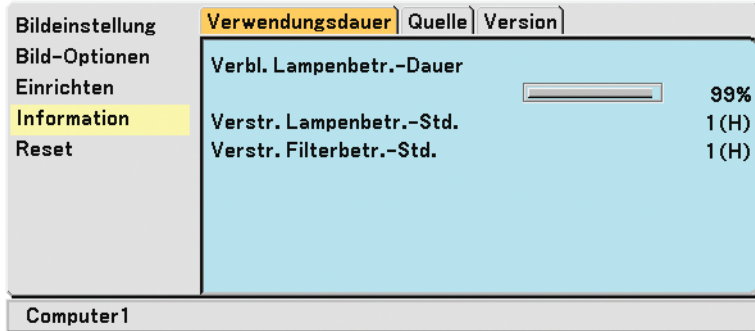 Bildeinstellung
Bild-Optionen
Einrichten
Information
Reset
Verwendungsdauer Quelle Version
Verbl. Lampenbetr.-Dauer
99%
Verstr. Lampenbetr.-Std. 1(H)
Verstr. Filterbetr.-Std. 1(H)
Computer1